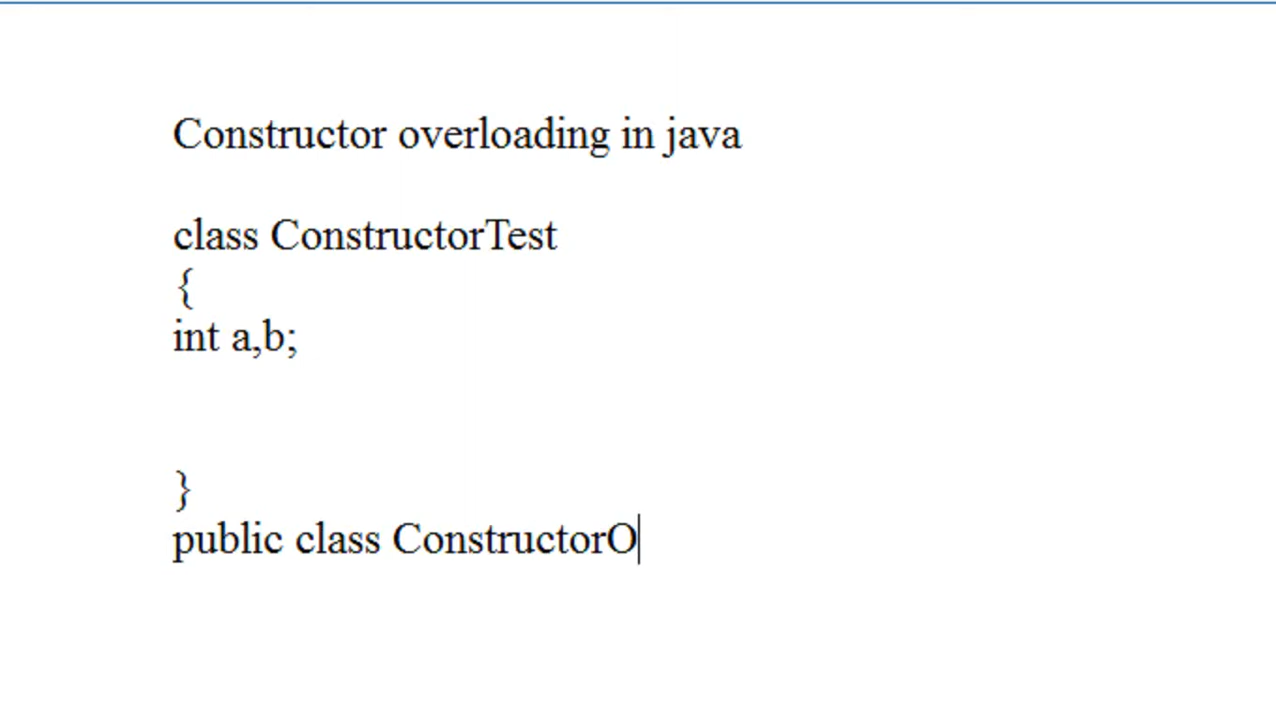 Constructor overloading in java
class ConstructorTest
{
int a,b;
}
public class ConstructorO